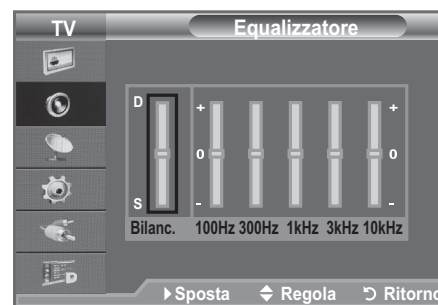 TV
Equalizzatore
D + +
0 0
S - -
Bilanc. 100Hz 300Hz 1kHz 3kHz 10kHz
Sposta Regola Ritorno